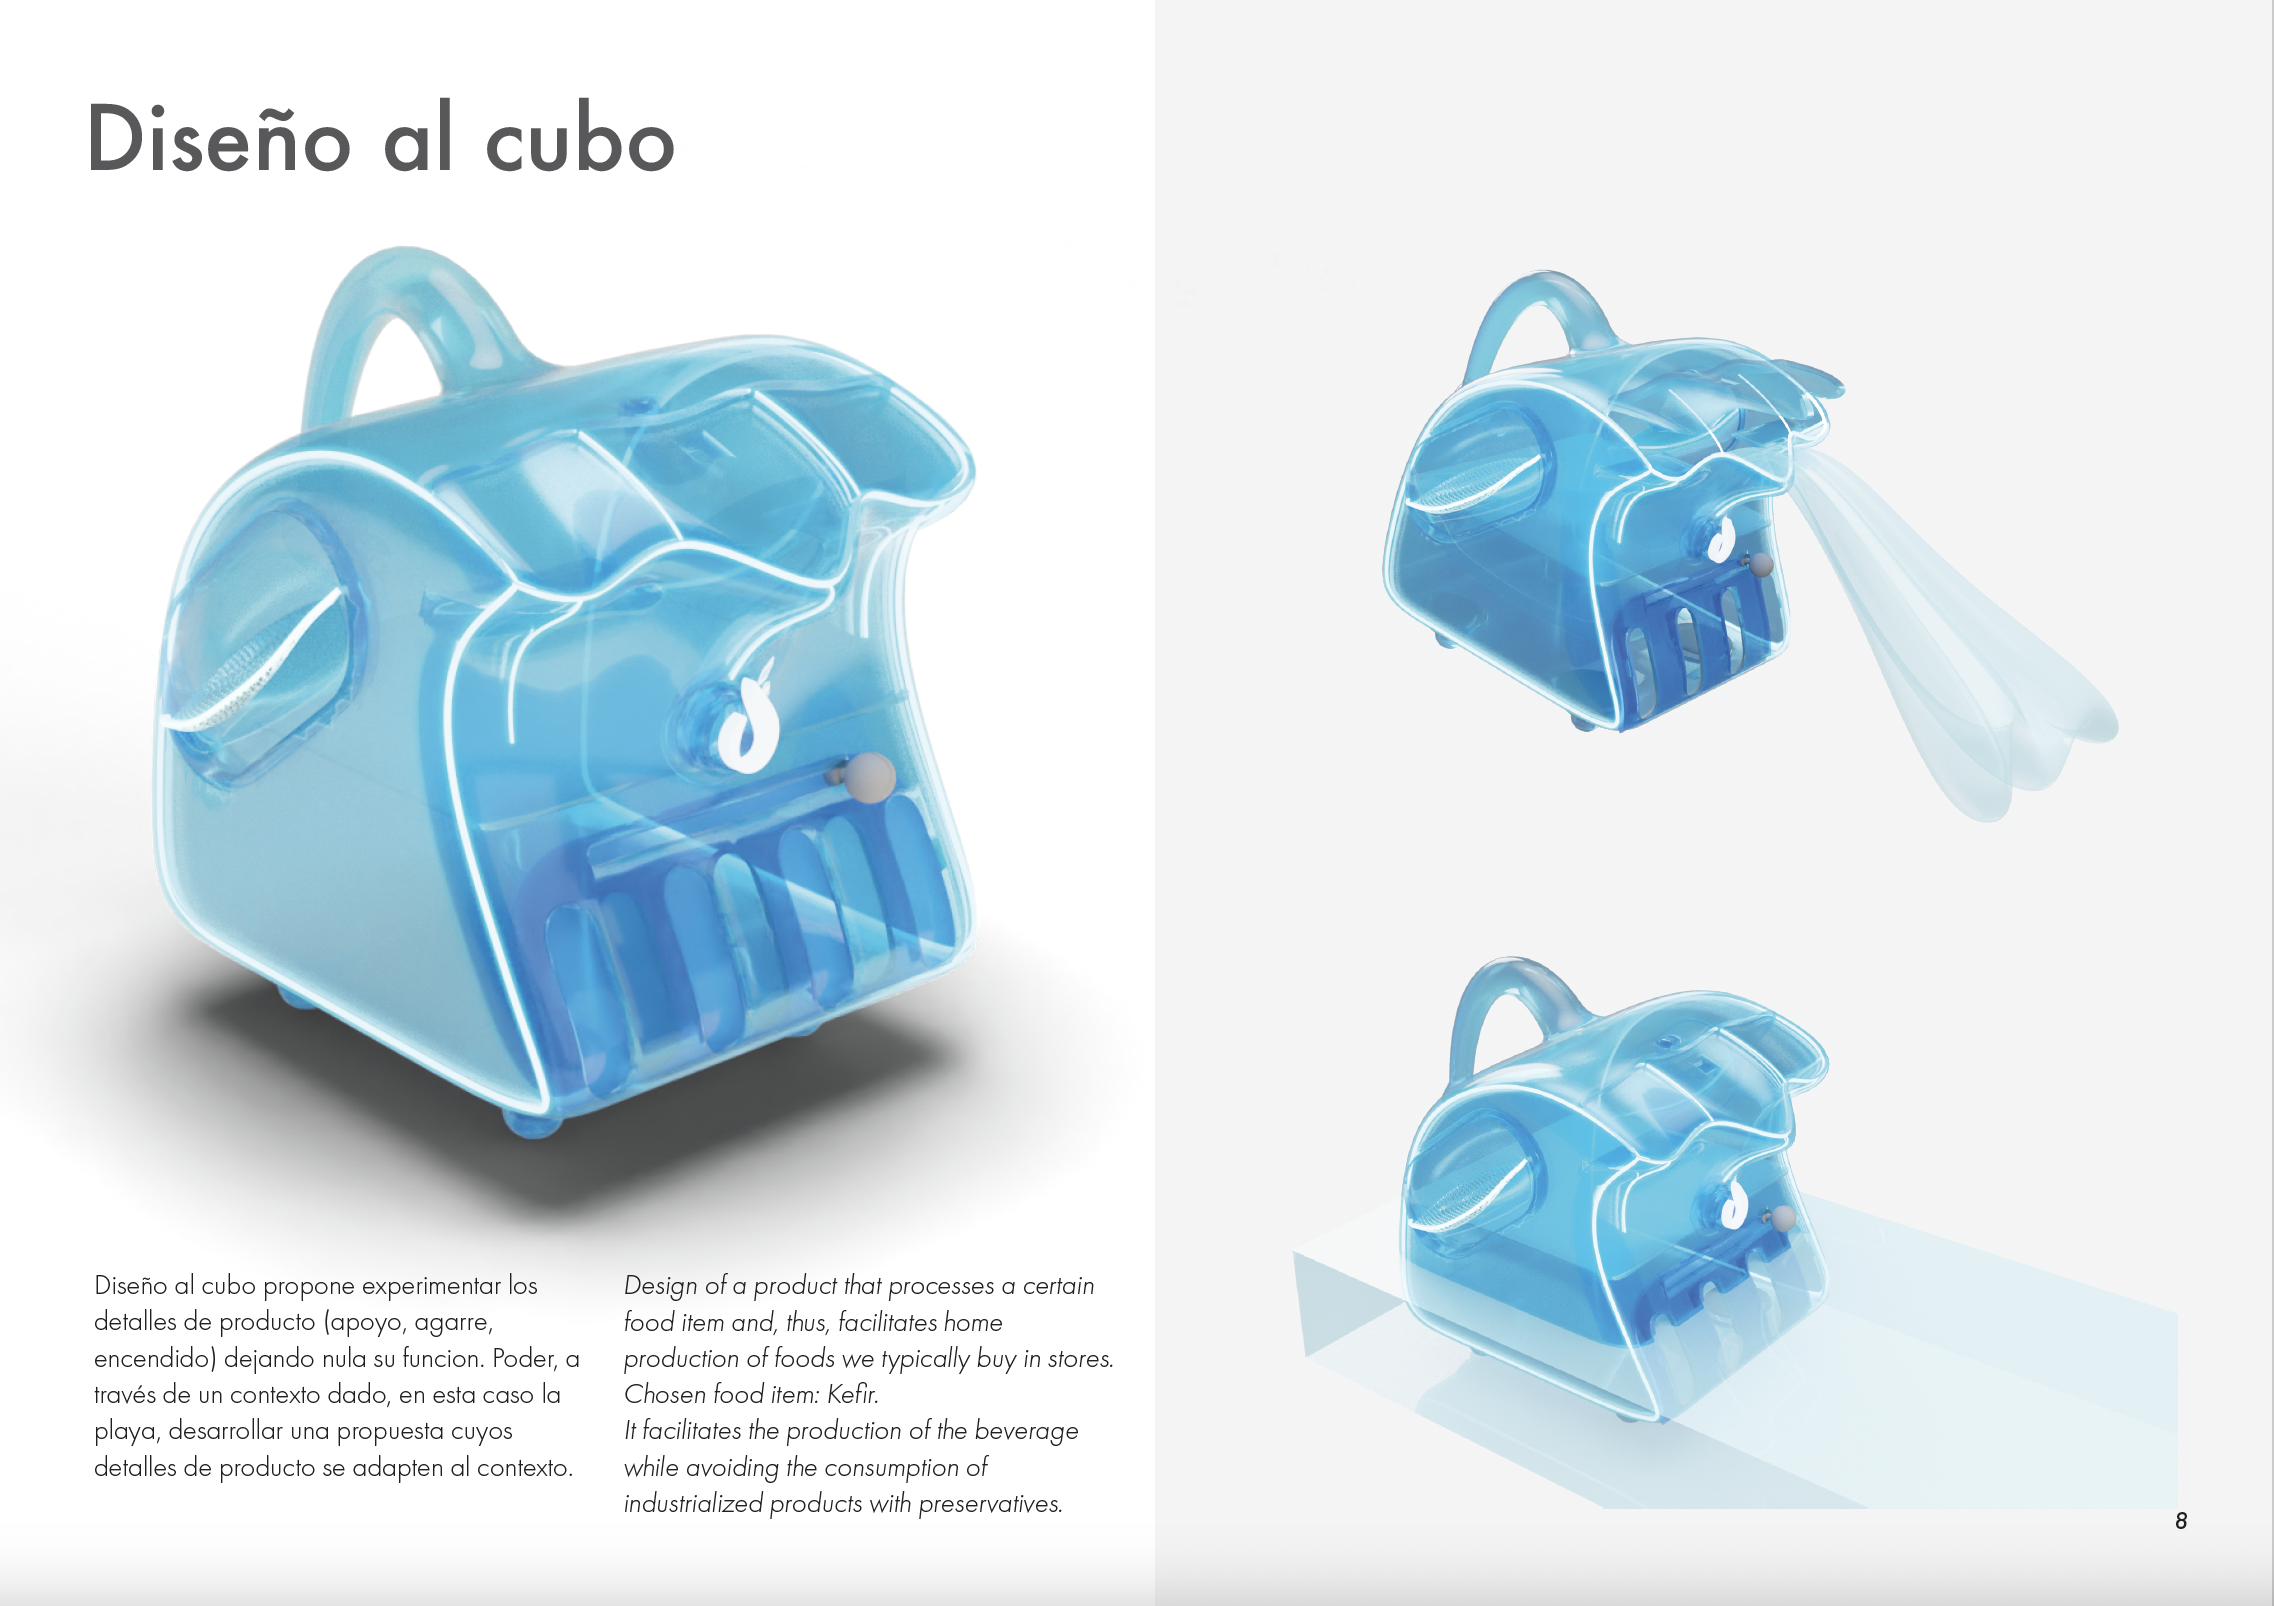 Diseño al cubo
Diseño al cubo propone experimentar los
detalles de producto (apoyo, agarre,
encendido) dejando nula su funcion. Poder, a
través de un contexto dado, en esta caso la
playa, desarrollar una propuesta cuyos
detalles de producto se adapten al contexto.
Design of a product that processes a certain
food item and, thus, facilitates home
production of foods we typically buy in stores.
Chosen food item: Kefir.
It facilitates the production of the beverage
while avoiding the consumption of
industrialized products with preservatives.
8